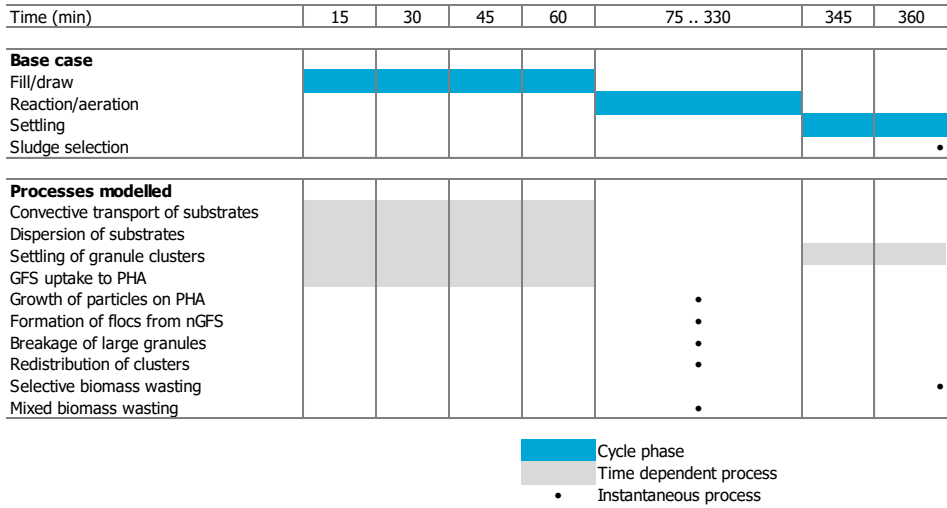 Time (min) 15 30 45 60 75 .. 330 345 360
Base case
Fill/draw
Reaction/aeration
Settling
Sludge selection •
Processes modelled
Convective transport of substrates
Dispersion of substrates
Settling of granule clusters
GFS uptake to PHA
Growth of particles on PHA •
Formation of flocs from nGFS •
Breakage of large granules •
Redistribution of clusters •
Selective biomass wasting •
Mixed biomass wasting •
Cycle phase
Time dependent process
• Instantaneous process